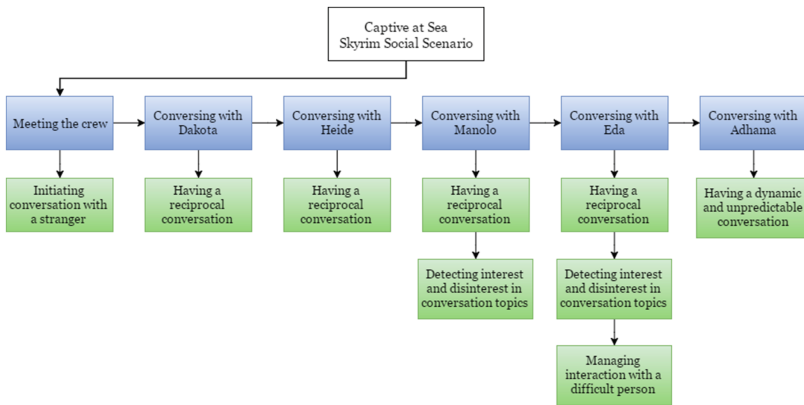 Captive at Sea
Skyrim Social Scenario
Meeting the crew
Conversing with
Dakota
Conversing with
Heide
Conversing with
Manolo
Conversing with
Eda
Conversing with
Adhama
Initiating
conversation with
a stranger
Having a
reciprocal
conversation
Having a
reciprocal
conversation
Having a
reciprocal
conversation
Having a
reciprocal
conversation
Having a dynamic
and unpredictable
conversation
Detecting interest
and disinterest in
conversation topics
Detecting interest
and disinterest in
conversation topics
Managing
interaction with a
difficult person